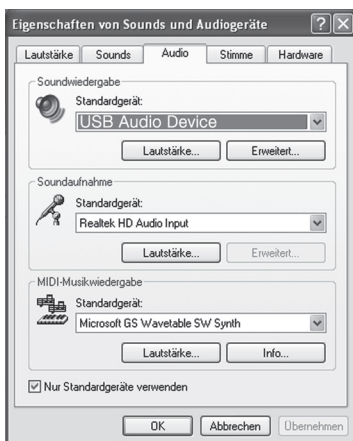 Eigenschaften von Sounds und Audiogeräte
Lautstärke Sounds Audio Stimme Hardware
Soundwiedergabe
Standardgerät:
USB Audio Device
Lautstärke... Erweitert...
Soundaufnahme
Standardgerät:
Realtek HD Audio Input
Lautstärke... Erweitert...
MIDI-Musikwiedergabe
Standardgerät:
Microsoft GS Wavetable SW Synth
Lautstärke... Info...
Nur Standardgeräte verwenden
OK Abbrechen Übernehmen